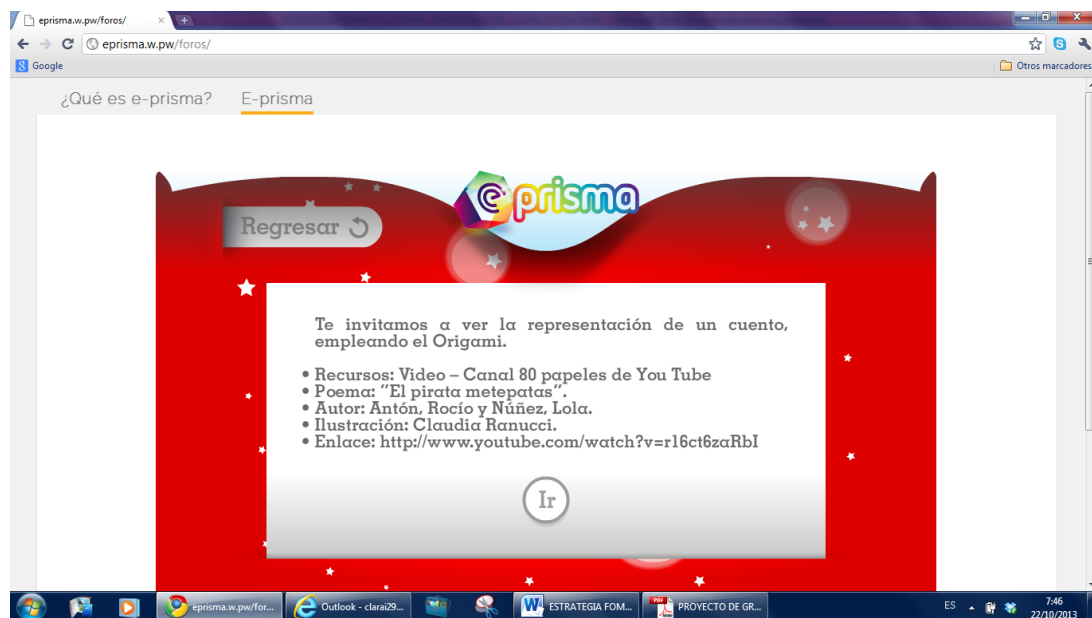 eprisma.w.pw/foros/
eprisma.w.pw/foros/
Google
Otros marcadores
¿Qué es e-prisma?
E-prisma
e prisma
Regresar
Te invitamos a ver la representación de un cuento,
empleando el Origami.
• Recursos: Video – Canal 80 papeles de You Tube
• Poema: "El pirata metepatas".
• Autor: Antón, Rocío y Núñez, Lola.
• Ilustración: Claudia Ranucci.
• Enlace: http://www.youtube.com/watch?v=r16ct6zaRbI
Ir
eprisma.w.pw/for...
Outlook - clarai29...
ESTRATEGIA FOM...
PROYECTO DE GR...
ES
7:46
22/10/2013